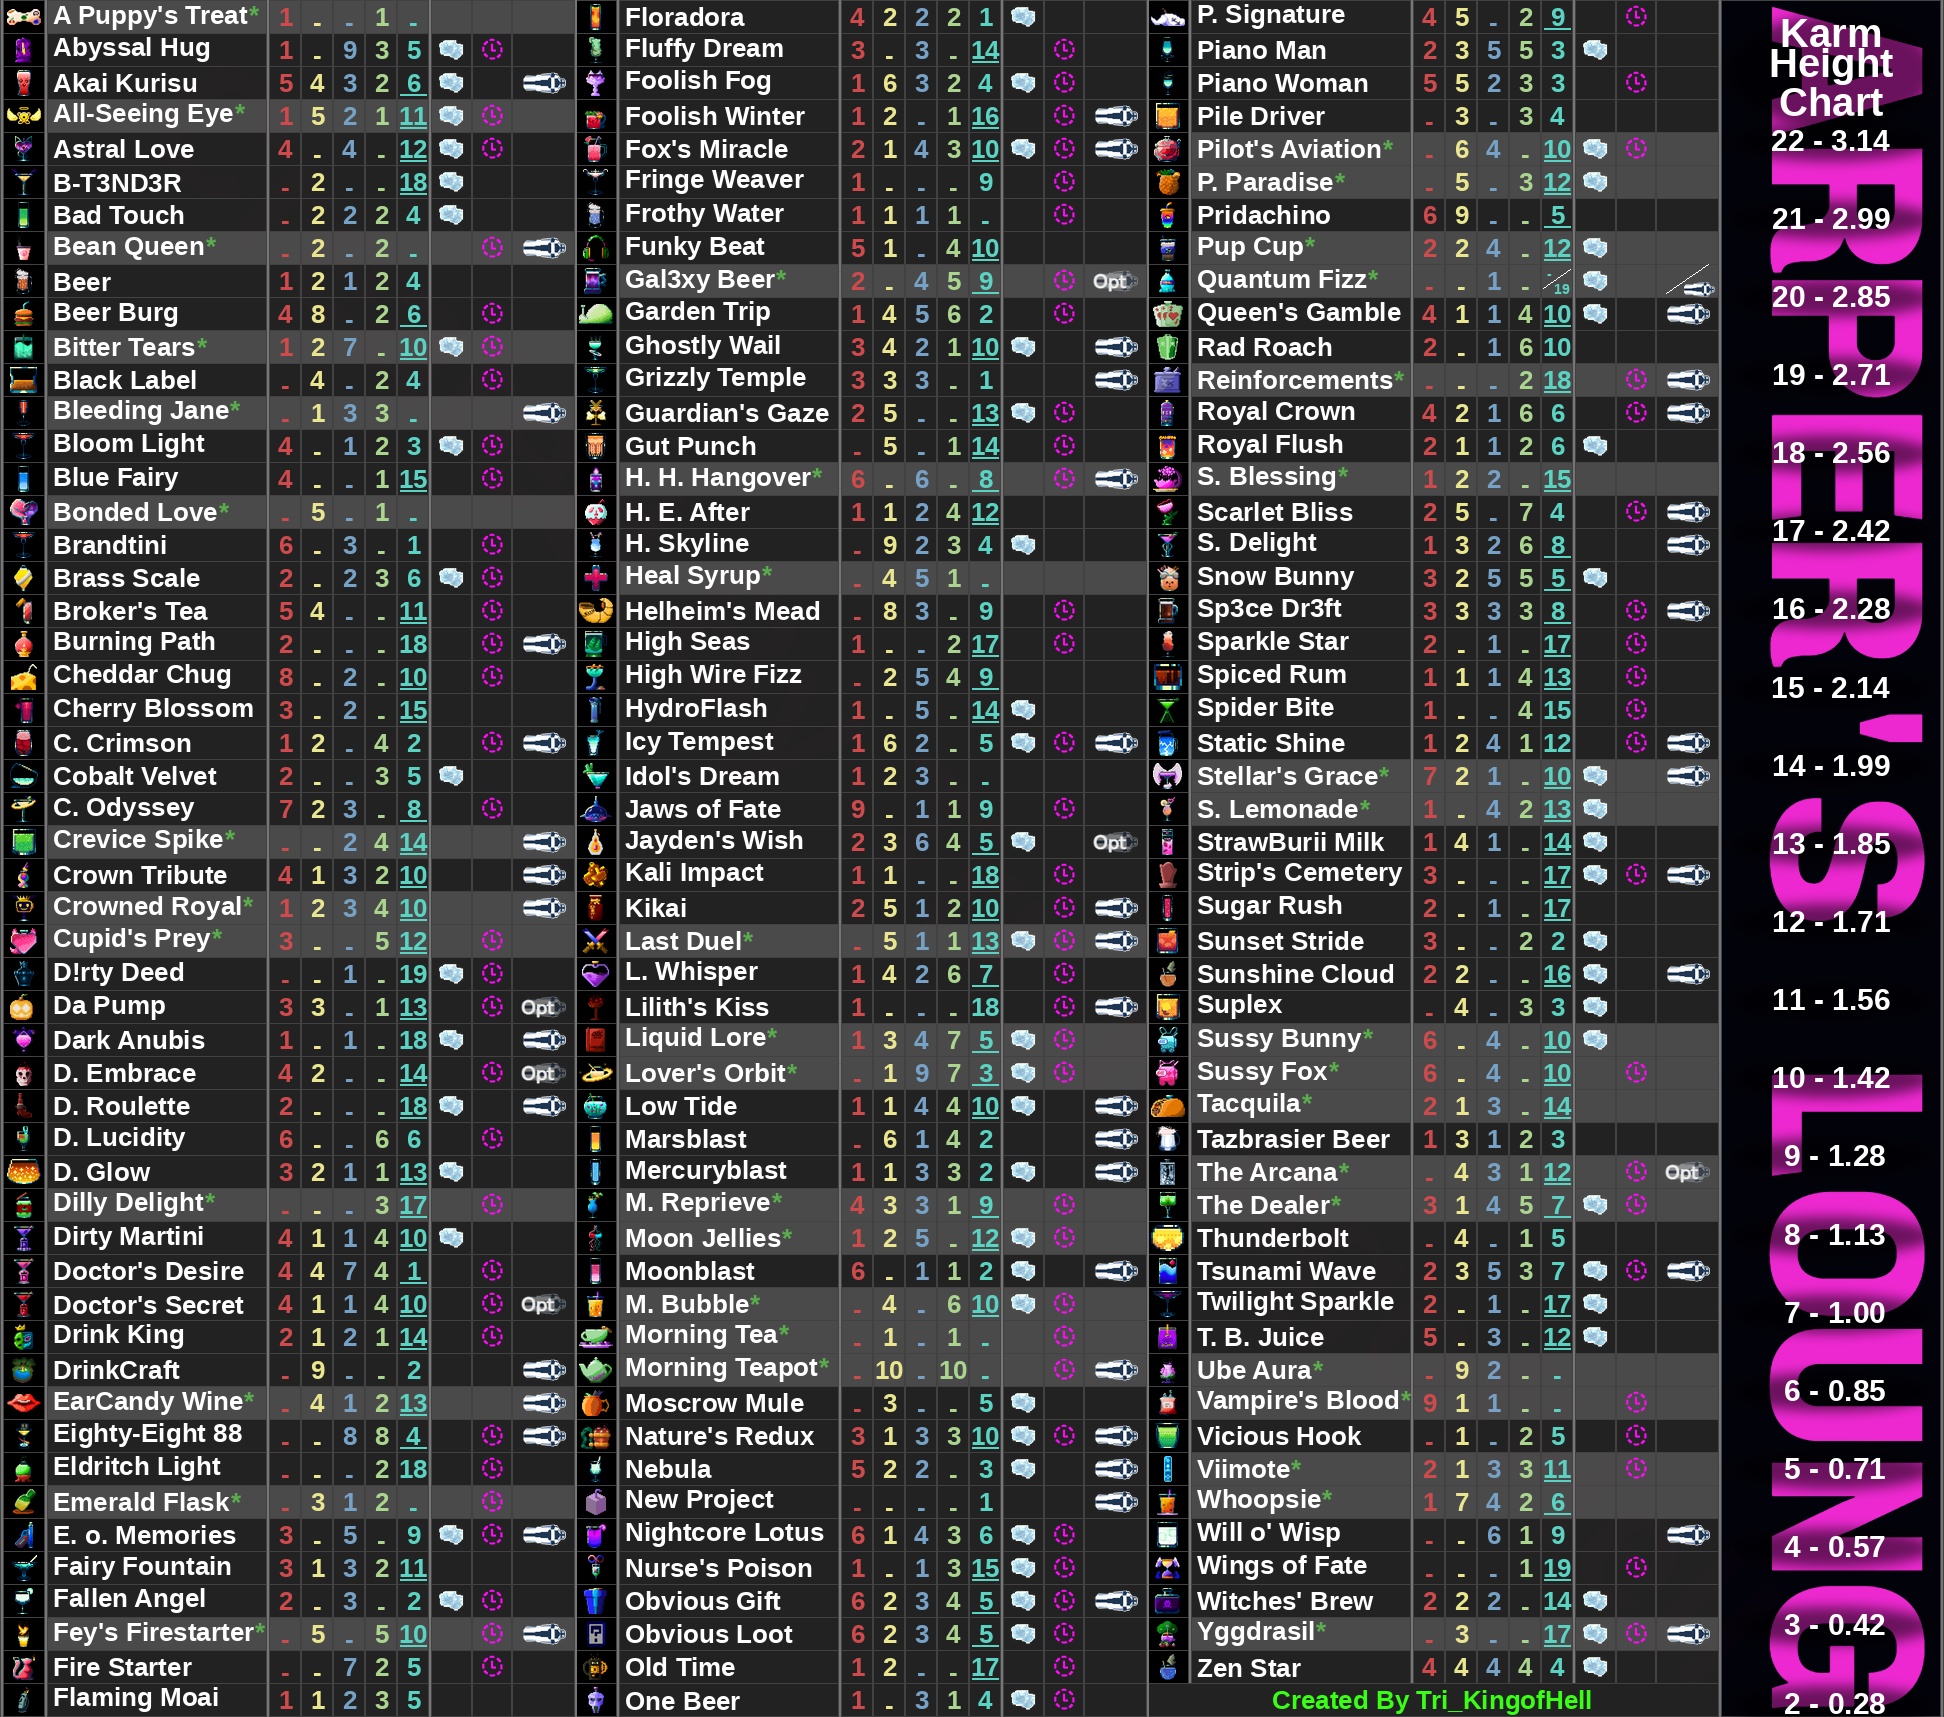 A Puppy's Treat* 1 - - 1 -
Abyssal Hug 1 - 9 3 5
Akai Kurisu 5 4 3 2 6
All-Seeing Eye* 1 5 2 1 11
Astral Love 4 - 4 - 12
B-T3ND3R - 2 - - 18
Bad Touch - 2 2 2 4
Bean Queen* - 2 - 2 -
Beer 1 2 1 2 4
Beer Burg 4 8 - 2 6
Bitter Tears* 1 2 7 - 10
Black Label - 4 - 2 4
Bleeding Jane* - 1 3 3 -
Bloom Light 4 - 1 2 3
Blue Fairy 4 - - 1 15
Bonded Love* - 5 - 1 -
Brandtini 6 - 3 - 1
Brass Scale 2 - 2 3 6
Broker's Tea 5 4 - - 11
Burning Path 2 - - - 18
Cheddar Chug 8 - 2 - 10
Cherry Blossom 3 - 2 - 15
C. Crimson 1 2 - 4 2
Cobalt Velvet 2 - - 3 5
C. Odyssey 7 2 3 - 8
Crevice Spike* - - 2 4 14
Crown Tribute 4 1 3 2 10
Crowned Royal* 1 2 3 4 10
Cupid's Prey* 3 - - 5 12
D!rty Deed - - 1 - 19
Da Pump 3 3 - 1 13 Opt
Dark Anubis 1 - 1 - 18
D. Embrace 4 2 - - 14 Opt
D. Roulette 2 - - - 18
D. Lucidity 6 - - 6 6
D. Glow 3 2 1 1 13
Dilly Delight* - - - 3 17
Dirty Martini 4 1 1 4 10
Doctor's Desire 4 4 7 4 1
Doctor's Secret 4 1 1 4 10 Opt
Drink King 2 1 2 1 14
DrinkCraft - 9 - - 2
EarCandy Wine* - 4 1 2 13
Eighty-Eight 88 - - 8 8 4
Eldritch Light - - - 2 18
Emerald Flask* - 3 1 2 -
E. o. Memories 3 - 5 - 9
Fairy Fountain 3 1 3 2 11
Fallen Angel 2 - 3 - 2
Fey's Firestarter* - 5 - 5 10
Fire Starter - - 7 2 5
Flaming Moai 1 1 2 3 5
Floradora 4 2 2 2 1
Fluffy Dream 3 - 3 - 14
Foolish Fog 1 6 3 2 4
Foolish Winter 1 2 - 1 16
Fox's Miracle 2 1 4 3 10
Fringe Weaver 1 - - - 9
Frothy Water 1 1 1 1 -
Funky Beat 5 1 - 4 10
Gal3xy Beer* 2 - 4 5 9 Opt
Garden Trip 1 4 5 6 2
Ghostly Wail 3 4 2 1 10
Grizzly Temple 3 3 3 - 1
Guardian's Gaze 2 5 - - 13
Gut Punch - 5 - 1 14
H. H. Hangover* 6 - 6 - 8
H. E. After 1 1 2 4 12
H. Skyline - 9 2 3 4
Heal Syrup* - 4 5 1 -
Helheim's Mead - 8 3 - 9
High Seas 1 - - 2 17
High Wire Fizz - 2 5 4 9
HydroFlash 1 - 5 - 14
Icy Tempest 1 6 2 - 5
Idol's Dream 1 2 3 - -
Jaws of Fate 9 - 1 1 9
Jayden's Wish 2 3 6 4 5 Opt
Kali Impact 1 1 - - 18
Kikai 2 5 1 2 10
Last Duel* - 5 1 1 13
L. Whisper 1 4 2 6 7
Lilith's Kiss 1 - - - 18
Liquid Lore* 1 3 4 7 5
Lover's Orbit* - 1 9 7 3
Low Tide 1 1 4 4 10
Marsblast - 6 1 4 2
Mercuryblast 1 1 3 3 2
M. Reprieve* 4 3 3 1 9
Moon Jellies* 1 2 5 - 12
Moonblast 6 - 1 1 2
M. Bubble* - 4 - 6 10
Morning Tea* - 1 - 1 -
Morning Teapot* - 10 - 10 -
Moscrow Mule - 3 - - 5
Nature's Redux 3 1 3 3 10
Nebula 5 2 2 - 3
New Project - - - - 1
Nightcore Lotus 6 1 4 3 6
Nurse's Poison 1 - 1 3 15
Obvious Gift 6 2 3 4 5
Obvious Loot 6 2 3 4 5
Old Time 1 2 - - 17
One Beer 1 - 3 1 4
P. Signature 4 5 - 2 9
Piano Man 2 3 5 5 3
Piano Woman 5 5 2 3 3
Pile Driver - 3 - 3 4
Pilot's Aviation* - 6 4 - 10
P. Paradise* - 5 - 3 12
Pridachino 6 9 - - 5
Pup Cup* 2 2 4 - 12
Quantum Fizz* - - 1 - -/19
Queen's Gamble 4 1 1 4 10
Rad Roach 2 - 1 6 10
Reinforcements* - - - 2 18
Royal Crown 4 2 1 6 6
Royal Flush 2 1 1 2 6
S. Blessing* 1 2 2 - 15
Scarlet Bliss 2 5 - 7 4
S. Delight 1 3 2 6 8
Snow Bunny 3 2 5 5 5
Sp3ce Dr3ft 3 3 3 3 8
Sparkle Star 2 - 1 - 17
Spiced Rum 1 1 1 4 13
Spider Bite 1 - - 4 15
Static Shine 1 2 4 1 12
Stellar's Grace* 7 2 1 - 10
S. Lemonade* 1 - 4 2 13
StrawBurii Milk 1 4 1 - 14
Strip's Cemetery 3 - - - 17
Sugar Rush 2 - 1 - 17
Sunset Stride 3 - - 2 2
Sunshine Cloud 2 2 - - 16
Suplex - 4 - 3 3
Sussy Bunny* 6 - 4 - 10
Sussy Fox* 6 - 4 - 10
Tacquila* 2 1 3 - 14
Tazbrasier Beer 1 3 1 2 3
The Arcana* - 4 3 1 12 Opt
The Dealer* 3 1 4 5 7
Thunderbolt - 4 - 1 5
Tsunami Wave 2 3 5 3 7
Twilight Sparkle 2 - 1 - 17
T. B. Juice 5 - 3 - 12
Ube Aura* - 9 2 - -
Vampire's Blood* 9 1 1 - -
Vicious Hook - 1 - 2 5
Viimote* 2 1 3 3 11
Whoopsie* 1 7 4 2 6
Will o' Wisp - - 6 1 9
Wings of Fate - - - 1 19
Witches' Brew 2 2 2 - 14
Yggdrasil* - 3 - - 17
Zen Star 4 4 4 4 4
Created By Tri_KingofHell
Karm
Height
Chart
22 - 3.14
21 - 2.99
20 - 2.85
19 - 2.71
18 - 2.56
17 - 2.42
16 - 2.28
15 - 2.14
14 - 1.99
13 - 1.85
12 - 1.71
11 - 1.56
10 - 1.42
9 - 1.28
8 - 1.13
7 - 1.00
6 - 0.85
5 - 0.71
4 - 0.57
3 - 0.42
2 - 0.28
ARPIER'S LOUNG